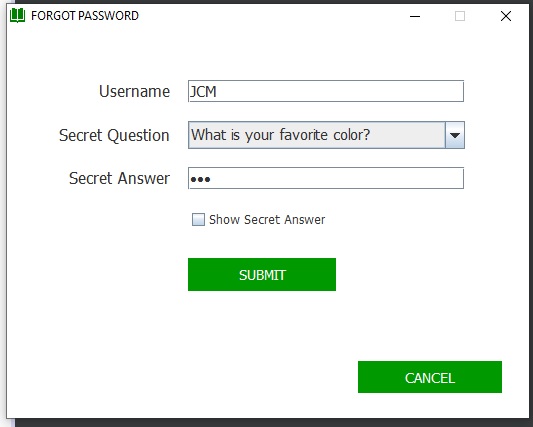 FORGOT PASSWORD
Username JCM
Secret Question What is your favorite color?
Secret Answer •••
Show Secret Answer
SUBMIT
CANCEL